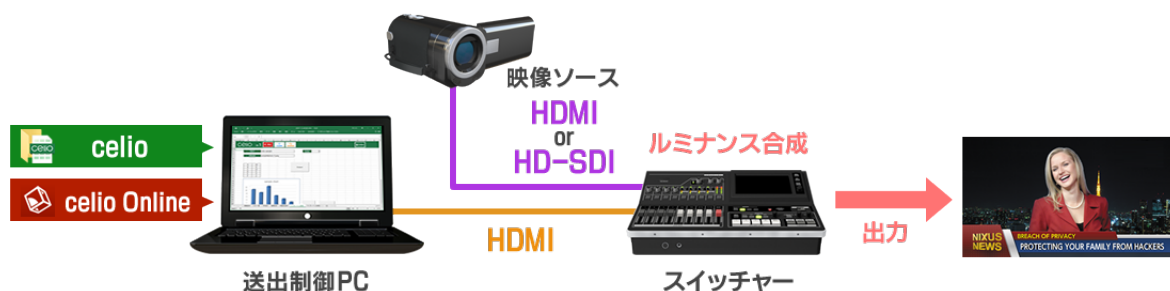 映像ソース
HDMI
or
HD-SDI
celio
celio
celio Online
HDMI
送出制御PC
ルミナンス合成
スイッチャー
出力
NIXUS
NEWS
BREACH OF PRIVACY
PROTECTING YOUR FAMILY FROM HACKERS